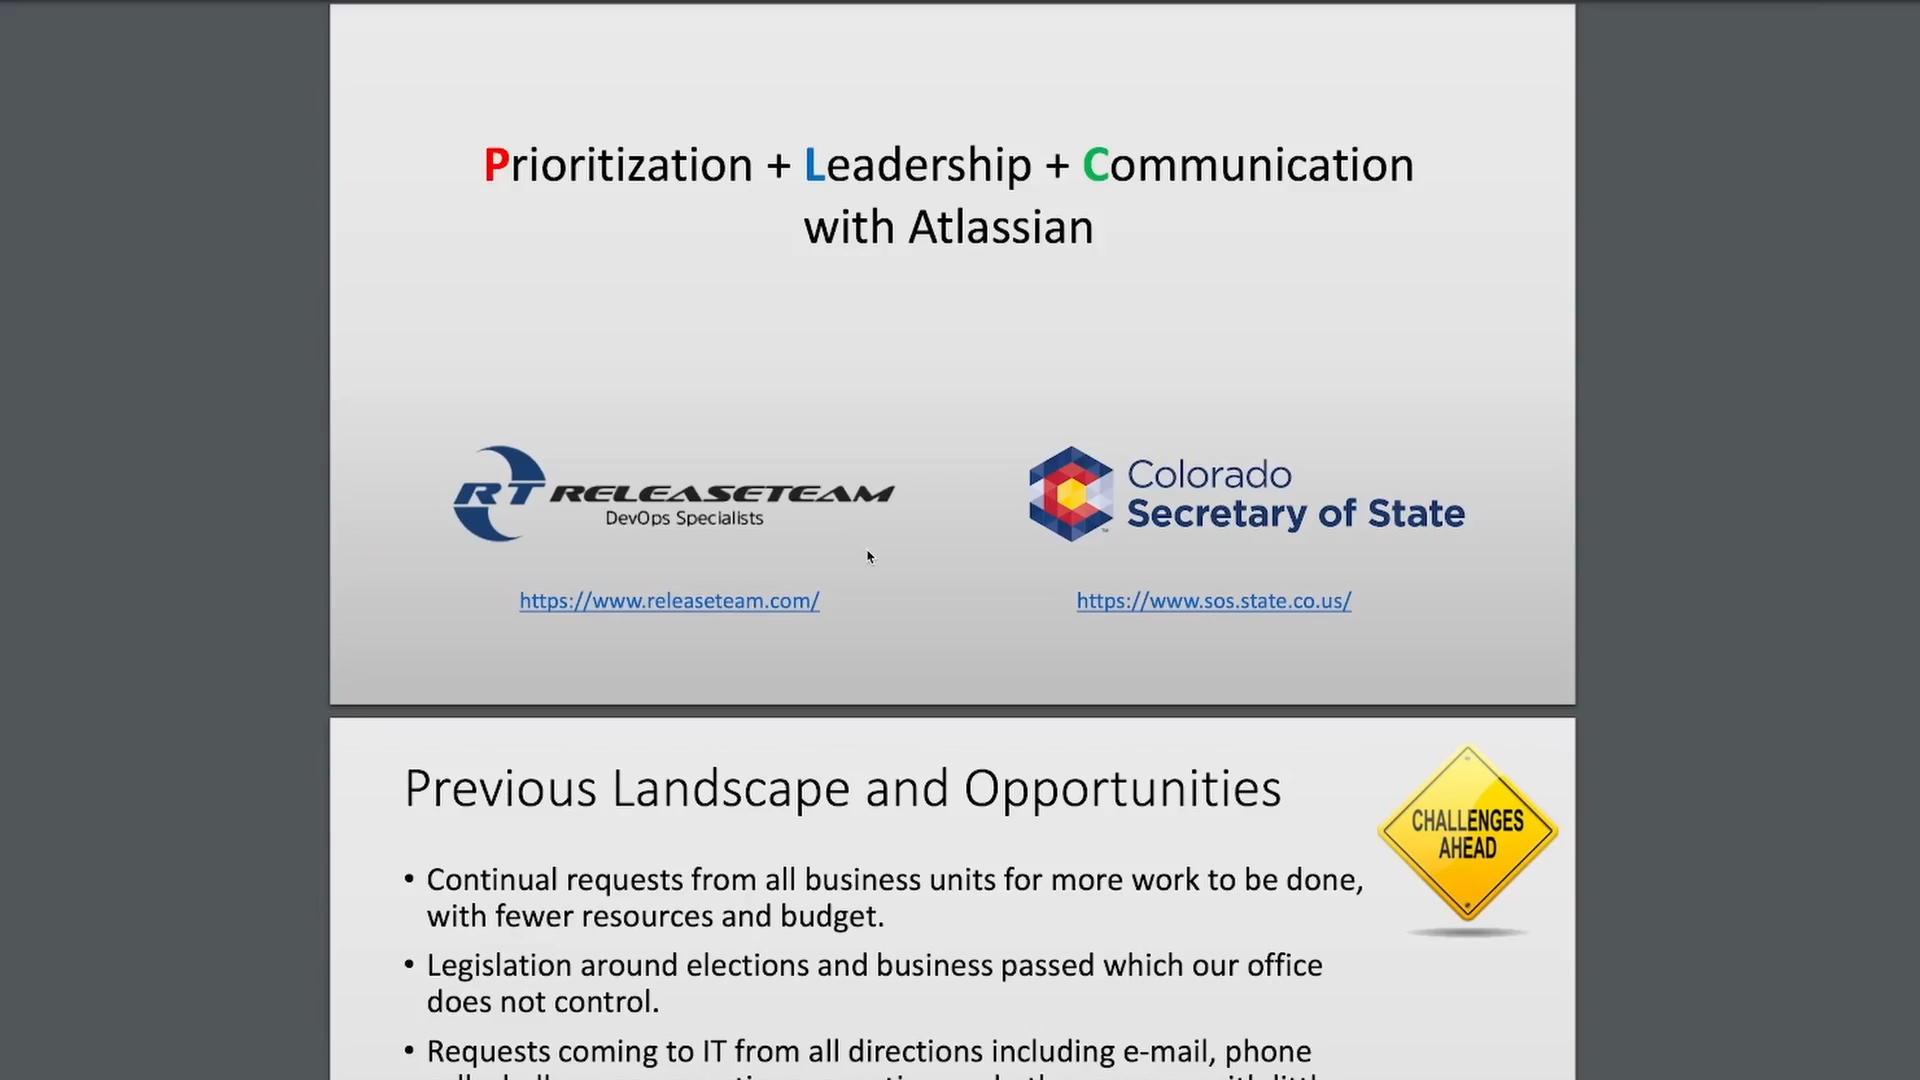 Prioritization + Leadership + Communication
with Atlassian
RT RELEASETEAM
DevOps Specialists
Colorado
Secretary of State
https://www.releaseteam.com/
https://www.sos.state.co.us/
Previous Landscape and Opportunities
CHALLENGES
AHEAD
• Continual requests from all business units for more work to be done,
with fewer resources and budget.
• Legislation around elections and business passed which our office
does not control.
• Requests coming to IT from all directions including e-mail, phone